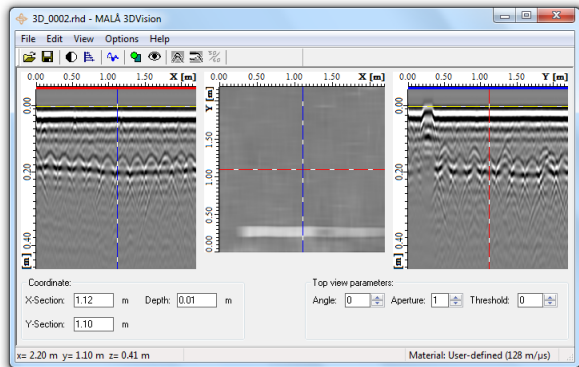 3D_0002.rhd - MALÅ 3DVision
File Edit View Options Help
0.00 0.50 1.00 1.50 X [m]
0.00 0.50 1.00 1.50 X [m]
0.00 0.50 1.00 1.50 Y [m]
0.00 0.20 0.40 [m]
Y [m] 1.50 1.00 0.50 0.00
0.00 0.20 0.40 [m]
Coordinate:
X-Section: 1.12 m Depth: 0.01 m
Y-Section: 1.10 m
Top view parameters:
Angle: 0 Aperture: 1 Threshold: 0
x= 2.20 m y= 1.10 m z= 0.41 m
Material: User-defined (128 m/µs)